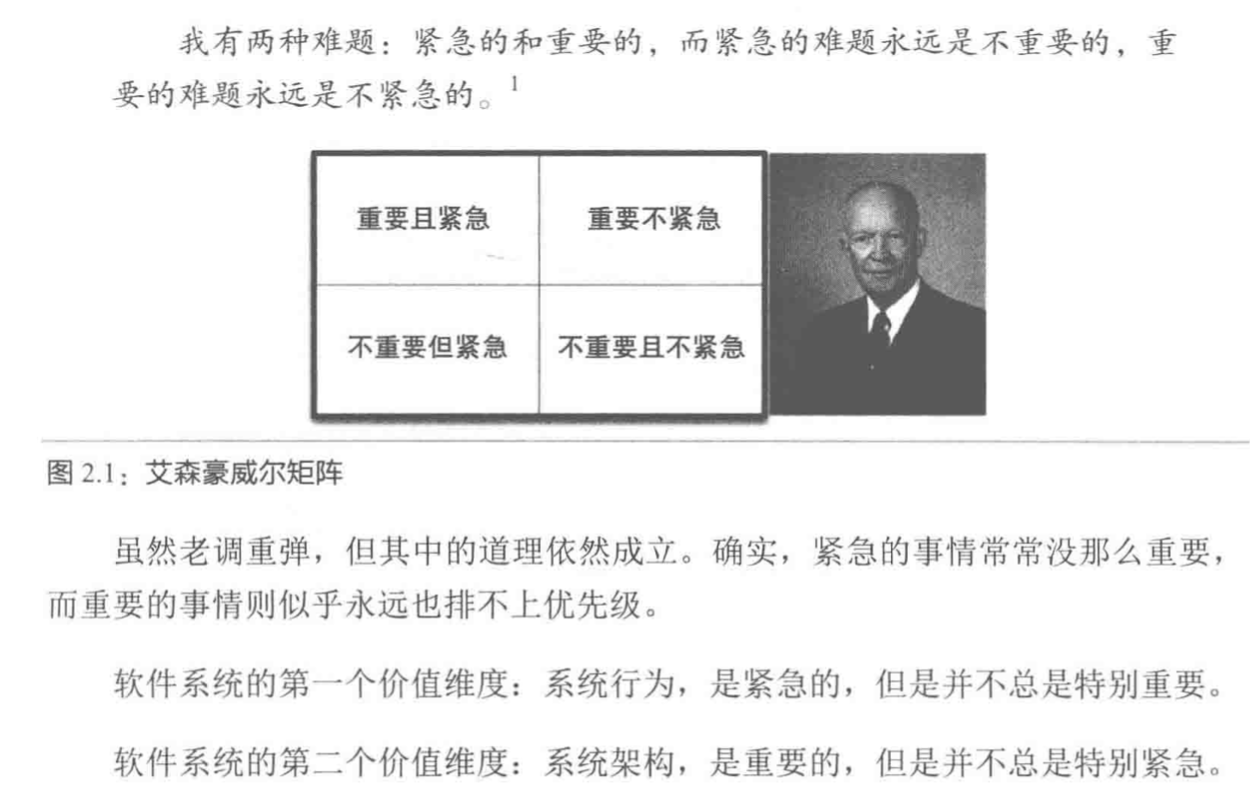 我有两种难题：紧急的和重要的，而紧急的难题永远是不重要的，重
要的难题永远是不紧急的。1
重要且紧急 重要不紧急
不重要但紧急 不重要且不紧急
图 2.1：艾森豪威尔矩阵
虽然老调重弹，但其中的道理依然成立。确实，紧急的事情常常没那么重要，
而重要的事情则似乎永远也排不上优先级。
软件系统的第一个价值维度：系统行为，是紧急的，但是并不总是特别重要。
软件系统的第二个价值维度：系统架构，是重要的，但是并不总是特别紧急。